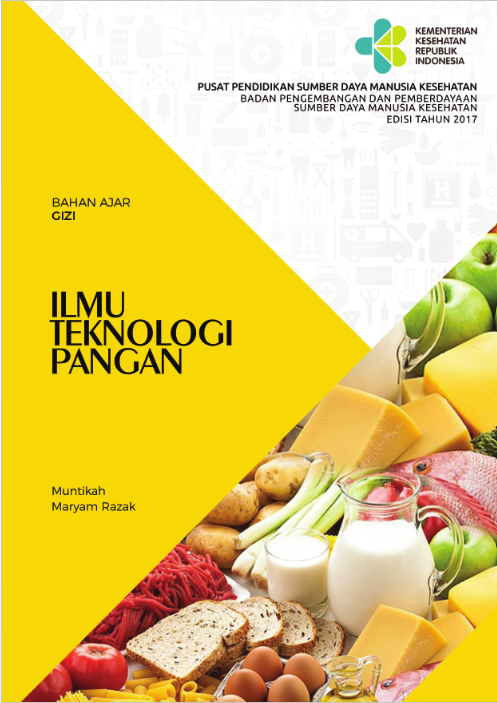 KEMENTERIAN
KESEHATAN
REPUBLIK
INDONESIA
PUSAT PENDIDIKAN SUMBER DAYA MANUSIA KESEHATAN
BADAN PENGEMBANGAN DAN PEMBERDAYAAN
SUMBER DAYA MANUSIA KESEHATAN
EDISI TAHUN 2017
BAHAN AJAR
GIZI
ILMU
TEKNOLOGI
PANGAN
Muntikah
Maryam Razak